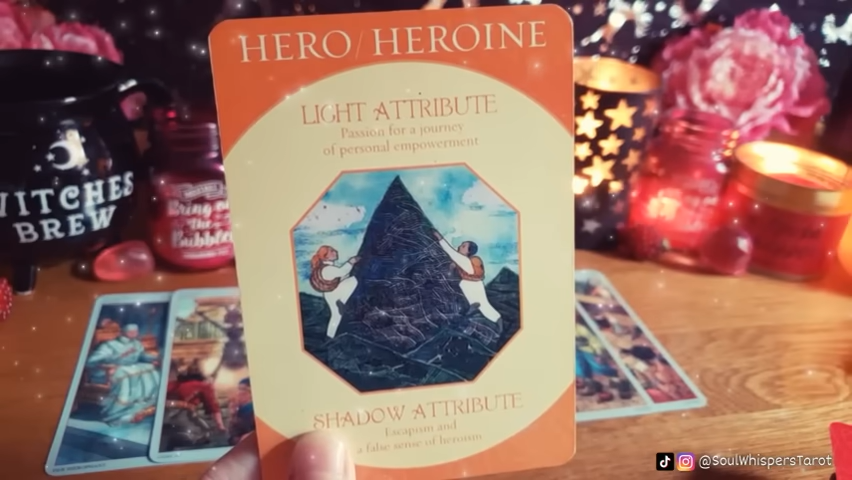 HERO/HEROINE
LIGHT ATTRIBUTE
Passion for a journey
of personal empowerment
SHADOW ATTRIBUTE
Escapism and
a false sense of heroism
WITCHES
BREW
Bring on
The
Bubbles
@SoulWhispersTarot